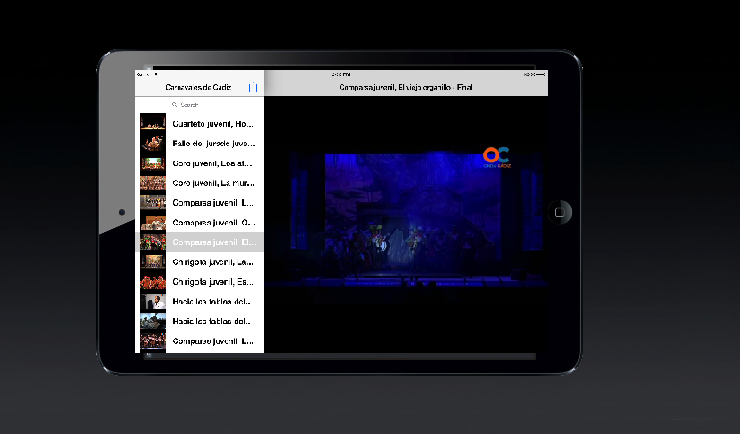 Carnavales de Cadiz
Comparsa juvenil, El viejo organillo - Final
Search
Cuarteto juvenil, Ho...
Fallo del jurado juve...
Coro juvenil, Los at...
Coro juvenil, La mur...
Comparsa juvenil, L...
Comparsa juvenil, O...
Comparsa juvenil, El...
Chirigota juvenil, La...
Chirigota juvenil, Es...
Hacia las tablas del...
Hacia las tablas del...
Comparsa juvenil, L...
OC
ONDA CADIZ